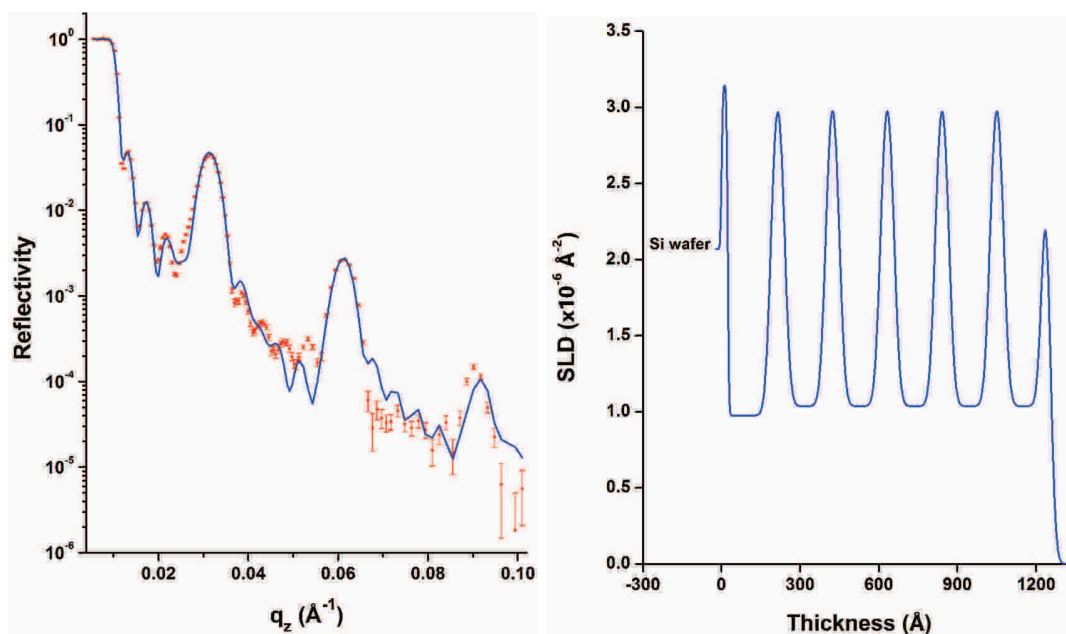 10⁰
10⁻¹
10⁻²
10⁻³
10⁻⁴
10⁻⁵
10⁻⁶
Reflectivity
0.02 0.04 0.06 0.08 0.10
q_z (Å⁻¹)
3.5
3.0
2.5
2.0
1.5
1.0
0.5
0.0
SLD (x10⁻⁶ Å⁻²)
Si wafer
-300 0 300 600 900 1200
Thickness (Å)